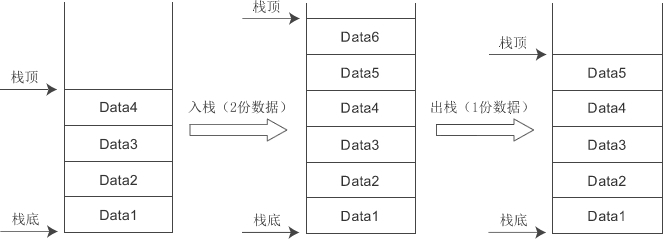 栈顶
Data4
Data3
Data2
Data1
栈底
入栈（2份数据）
栈顶
Data6
Data5
Data4
Data3
Data2
Data1
栈底
出栈（1份数据）
栈顶
Data5
Data4
Data3
Data2
Data1
栈底